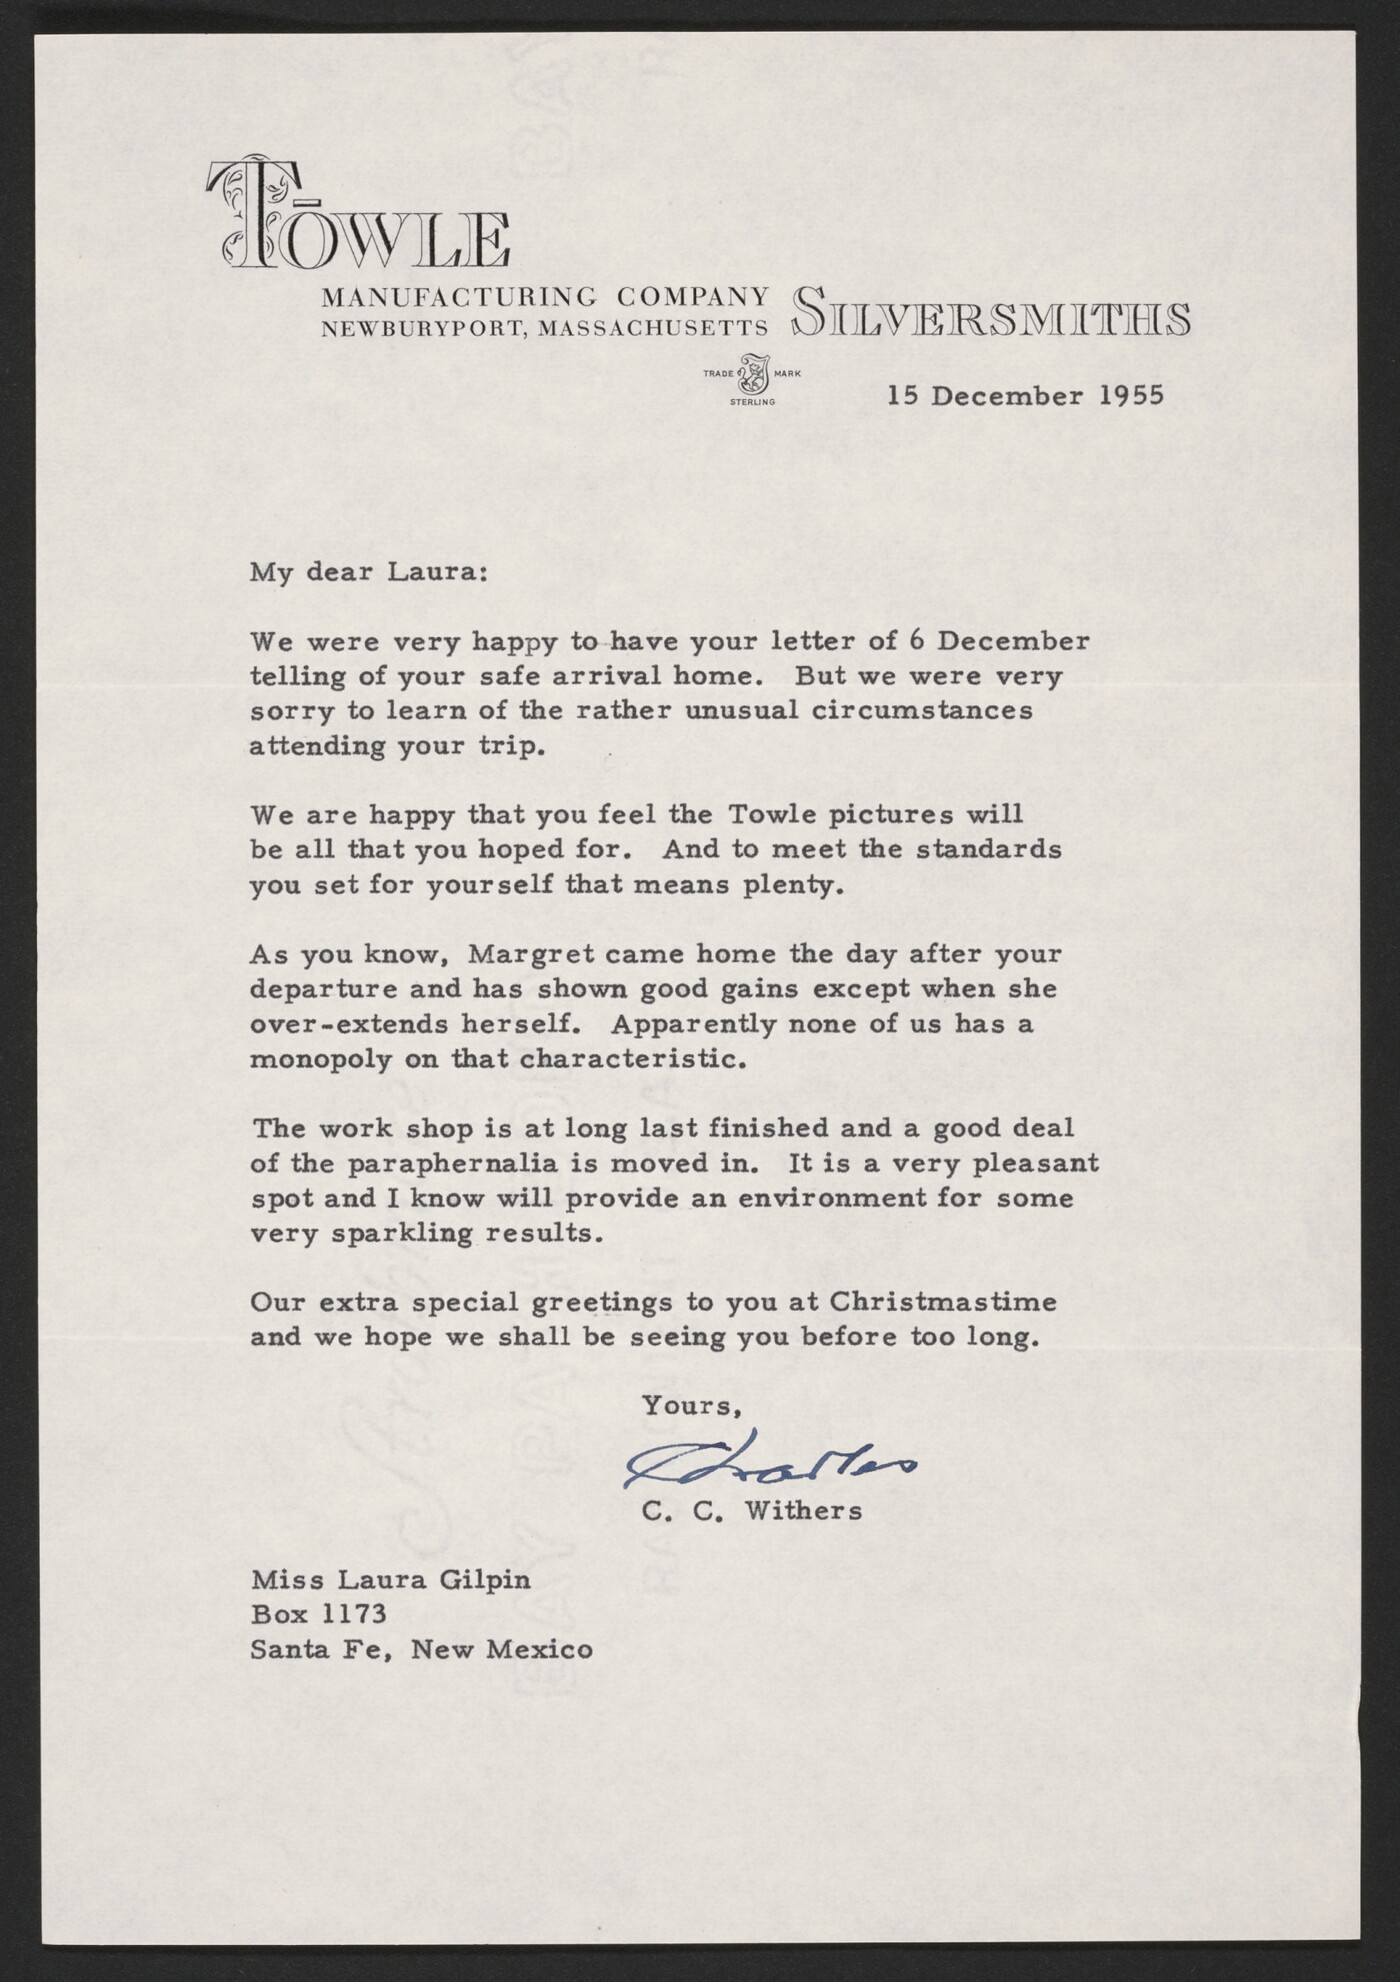 TŌWLE
MANUFACTURING COMPANY
NEWBURYPORT, MASSACHUSETTS
SILVERSMITHS
TRADE MARK
STERLING
15 December 1955
My dear Laura:
We were very happy to have your letter of 6 December
telling of your safe arrival home. But we were very
sorry to learn of the rather unusual circumstances
attending your trip.
We are happy that you feel the Towle pictures will
be all that you hoped for. And to meet the standards
you set for yourself that means plenty.
As you know, Margret came home the day after your
departure and has shown good gains except when she
over-extends herself. Apparently none of us has a
monopoly on that characteristic.
The work shop is at long last finished and a good deal
of the paraphernalia is moved in. It is a very pleasant
spot and I know will provide an environment for some
very sparkling results.
Our extra special greetings to you at Christmastime
and we hope we shall be seeing you before too long.
Yours,
Charles
C. C. Withers
Miss Laura Gilpin
Box 1173
Santa Fe, New Mexico